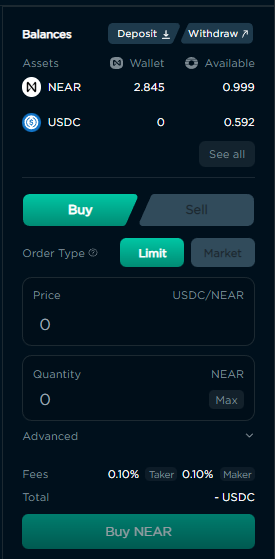 Balances Deposit Withdraw
Assets Wallet Available
NEAR 2.845 0.999
USDC 0 0.592
See all
Buy Sell
Order Type Limit Market
Price USDC/NEAR
0
Quantity NEAR
0 Max
Advanced
Fees 0.10% Taker 0.10% Maker
Total - USDC
Buy NEAR